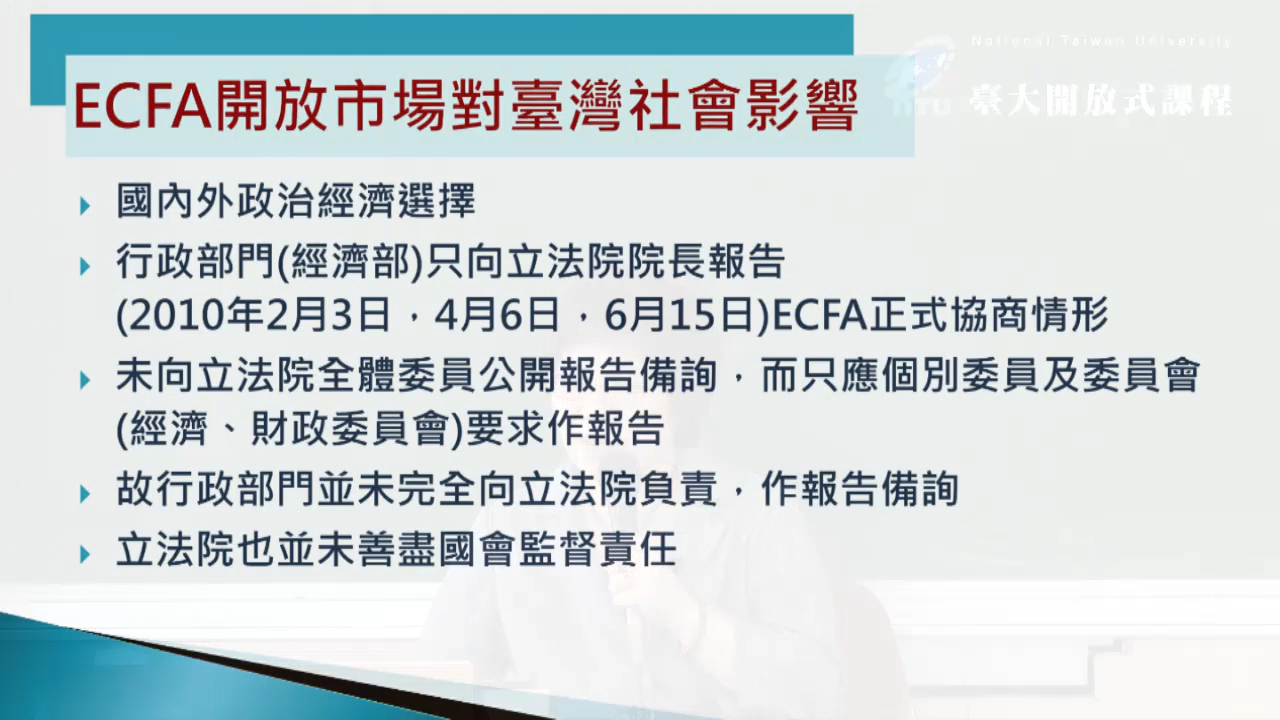 National Taiwan University
臺大開放式課程
NTU
ECFA開放市場對臺灣社會影響
國內外政治經濟選擇
行政部門(經濟部)只向立法院院長報告
(2010年2月3日，4月6日，6月15日)ECFA正式協商情形
未向立法院全體委員公開報告備詢，而只應個別委員及委員會
(經濟、財政委員會)要求作報告
故行政部門並未完全向立法院負責，作報告備詢
立法院也並未善盡國會監督責任